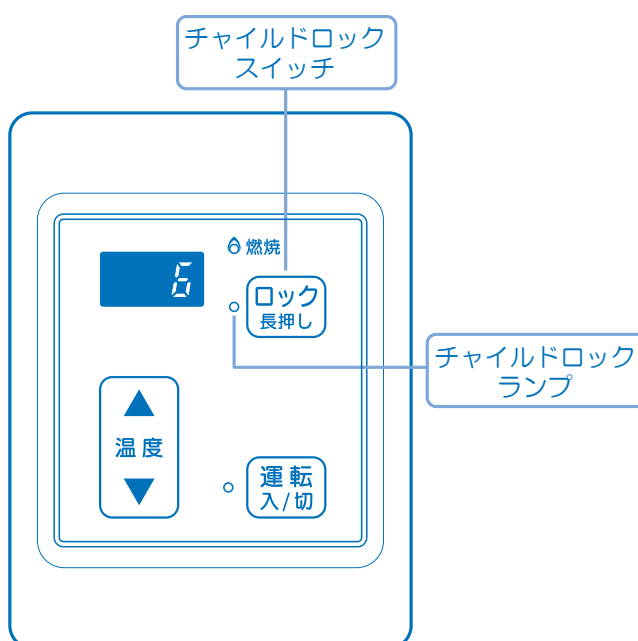 チャイルドロック
スイッチ
燃焼
6
ロック
長押し
チャイルドロック
ランプ
▲
温度
▼
運転
入/切